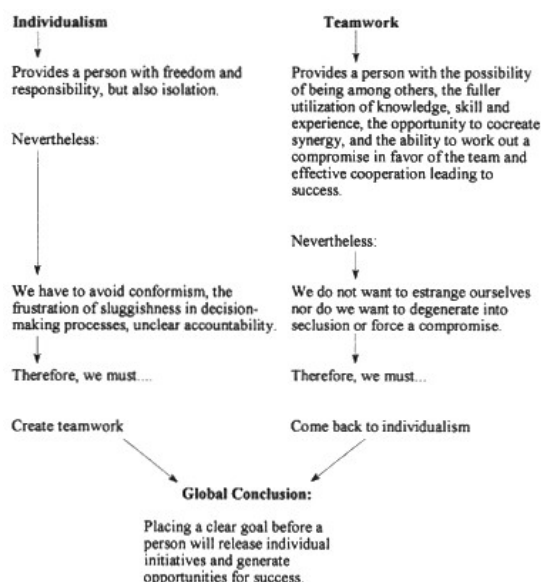 Individualism
Provides a person with freedom and
responsibility, but also isolation.
Nevertheless:
We have to avoid conformism, the
frustration of sluggishness in decision-
making processes, unclear accountability.
Therefore, we must....
Create teamwork
Teamwork
Provides a person with the possibility
of being among others, the fuller
utilization of knowledge, skill and
experience, the opportunity to cocreate
synergy, and the ability to work out a
compromise in favor of the team and
effective cooperation leading to
success.
Nevertheless:
We do not want to estrange ourselves
nor do we want to degenerate into
seclusion or force a compromise.
Therefore, we must...
Come back to individualism
Global Conclusion:
Placing a clear goal before a
person will release individual
initiatives and generate
opportunities for success.